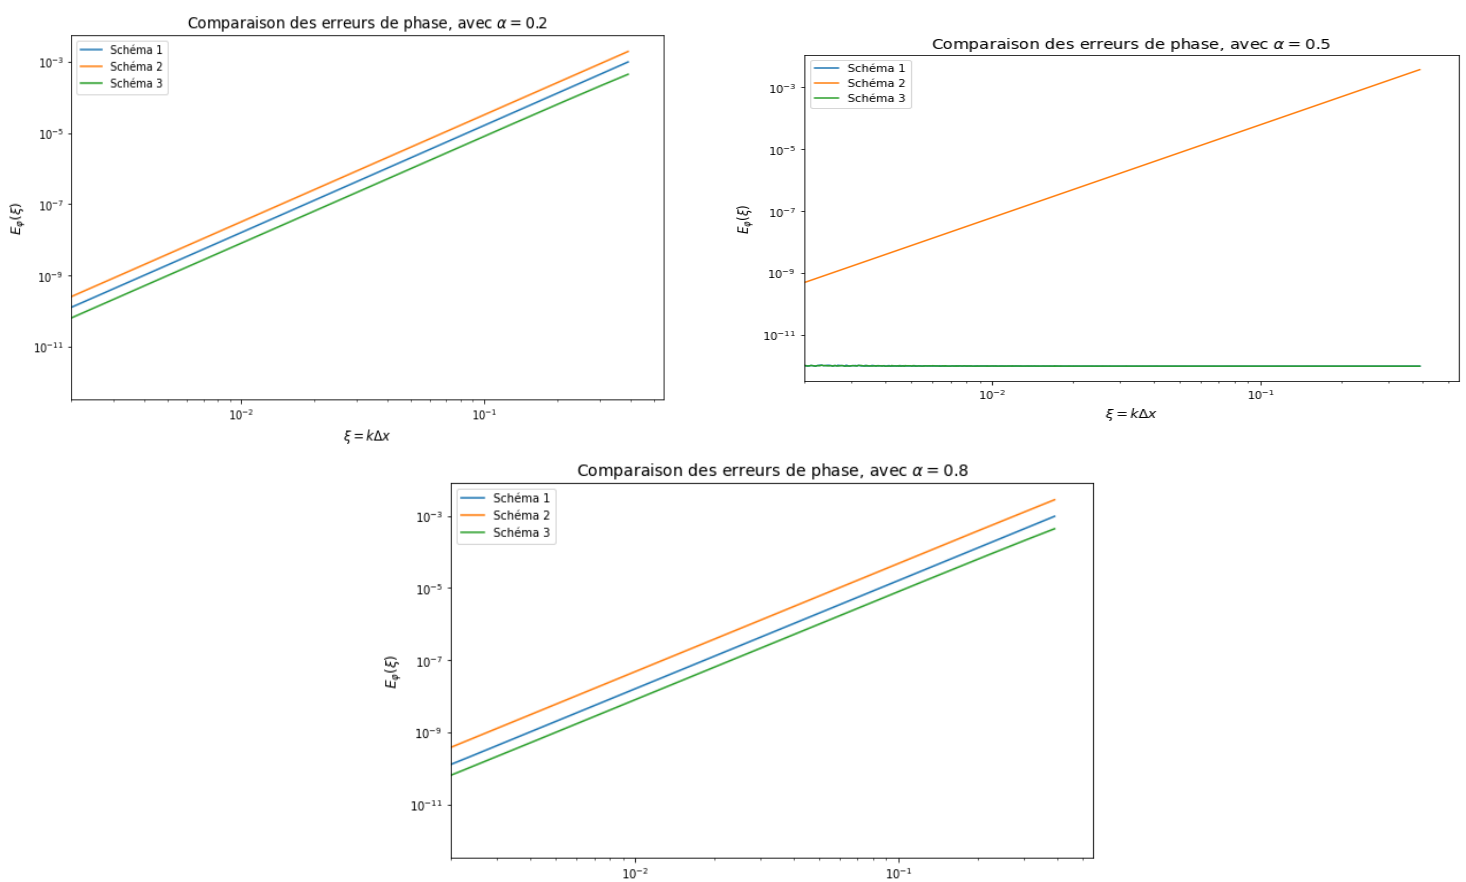 Comparaison des erreurs de phase, avec α = 0.2
Schéma 1
Schéma 2
Schéma 3
10⁻³
10⁻⁵
10⁻⁷
10⁻⁹
10⁻¹¹
Eφ(ξ)
10⁻²
10⁻¹
ξ = kΔx
Comparaison des erreurs de phase, avec α = 0.5
Schéma 1
Schéma 2
Schéma 3
10⁻³
10⁻⁵
10⁻⁷
10⁻⁹
10⁻¹¹
Eφ(ξ)
10⁻²
10⁻¹
ξ = kΔx
Comparaison des erreurs de phase, avec α = 0.8
Schéma 1
Schéma 2
Schéma 3
10⁻³
10⁻⁵
10⁻⁷
10⁻⁹
10⁻¹¹
Eφ(ξ)
10⁻²
10⁻¹